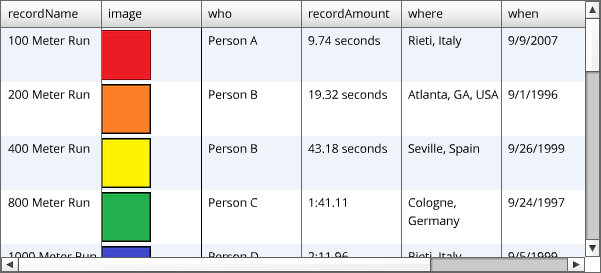 recordName image who recordAmount where when
100 Meter Run Person A 9.74 seconds Rieti, Italy 9/9/2007
200 Meter Run Person B 19.32 seconds Atlanta, GA, USA 9/1/1996
400 Meter Run Person B 43.18 seconds Seville, Spain 9/26/1999
800 Meter Run Person C 1:41.11 Cologne, 9/24/1997
Germany
1000 Meter Run Person D 2:11.96 Rieti, Italy 9/5/1999